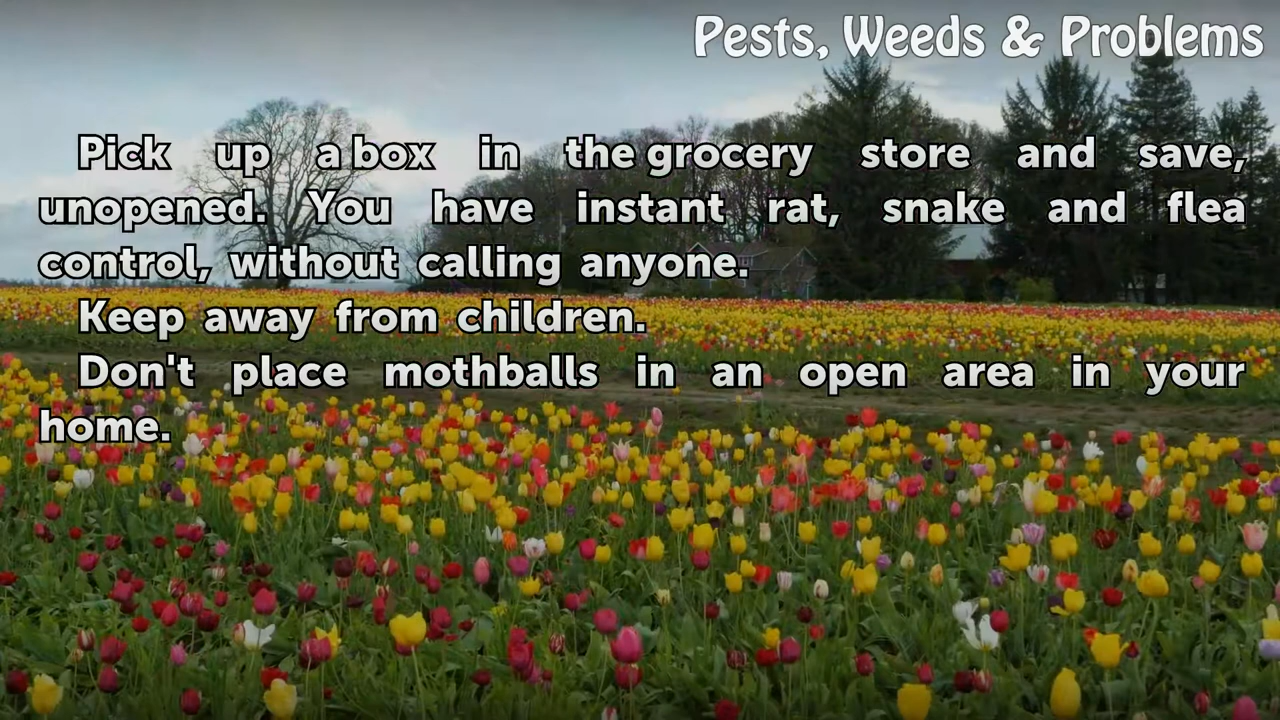 Pests, Weeds & Problems
Pick up a box in the grocery store and save,
unopened. You have instant rat, snake and flea
control, without calling anyone.
Keep away from children.
Don't place mothballs in an open area in your
home.